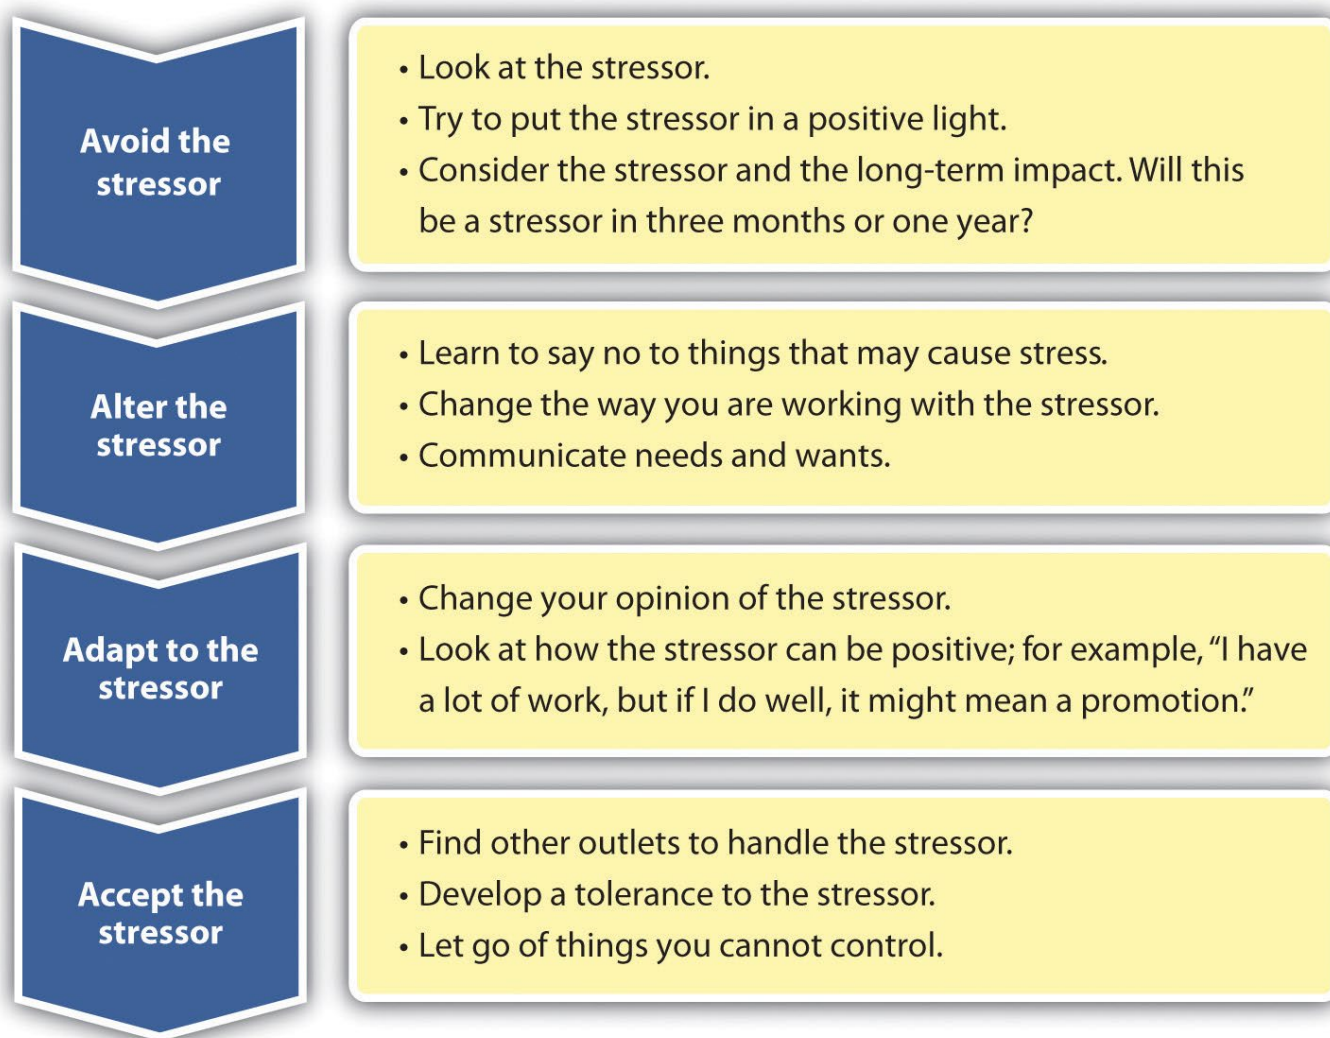 Avoid the
stressor
• Look at the stressor.
• Try to put the stressor in a positive light.
• Consider the stressor and the long-term impact. Will this
be a stressor in three months or one year?
Alter the
stressor
• Learn to say no to things that may cause stress.
• Change the way you are working with the stressor.
• Communicate needs and wants.
Adapt to the
stressor
• Change your opinion of the stressor.
• Look at how the stressor can be positive; for example, “I have
a lot of work, but if I do well, it might mean a promotion.”
Accept the
stressor
• Find other outlets to handle the stressor.
• Develop a tolerance to the stressor.
• Let go of things you cannot control.